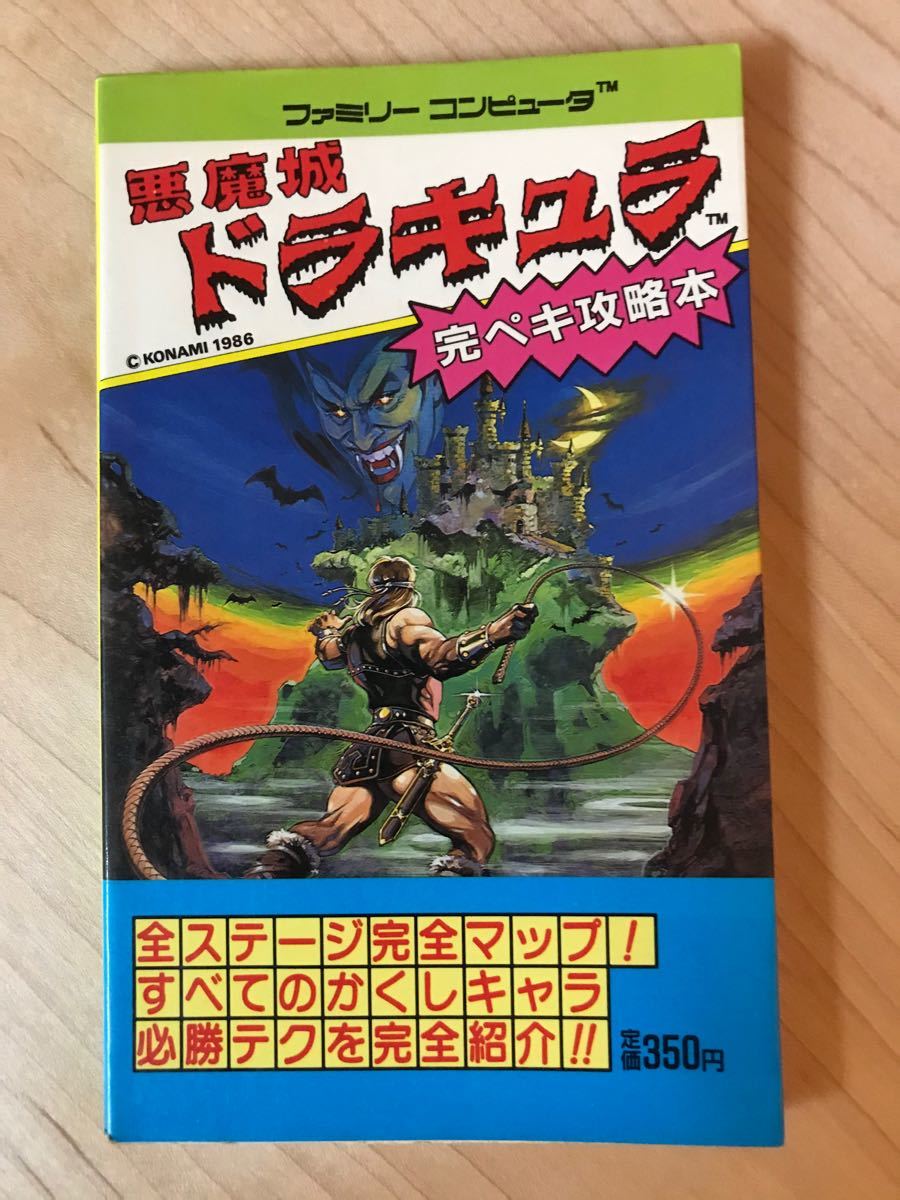 ファミリー コンピュータ™
悪魔城
ドラキュラ™
完ペキ攻略本
©KONAMI 1986
全ステージ完全マップ!
すべてのかくしキャラ
必勝テクを完全紹介!!
定価350円